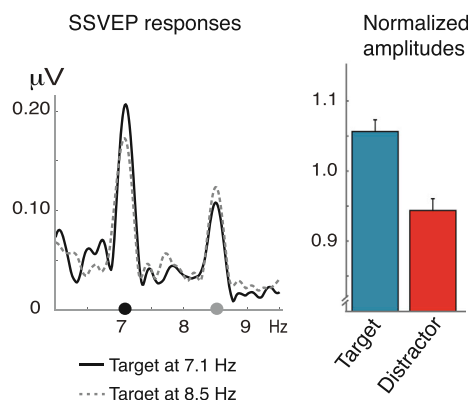 SSVEP responses
Normalized
amplitudes
μV
0.20
0.10
0
7 8 9 Hz
Target at 7.1 Hz
Target at 8.5 Hz
1.1
1.0
0.9
Target
Distractor